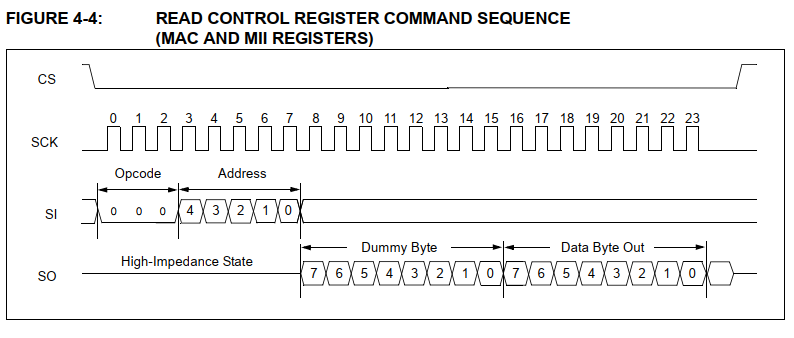 FIGURE 4-4: READ CONTROL REGISTER COMMAND SEQUENCE
(MAC AND MII REGISTERS)
CS
0 1 2 3 4 5 6 7 8 9 10 11 12 13 14 15 16 17 18 19 20 21 22 23
SCK
Opcode Address
SI 0 0 0 4 3 2 1 0
Dummy Byte Data Byte Out
High-Impedance State
SO 7 6 5 4 3 2 1 0 7 6 5 4 3 2 1 0